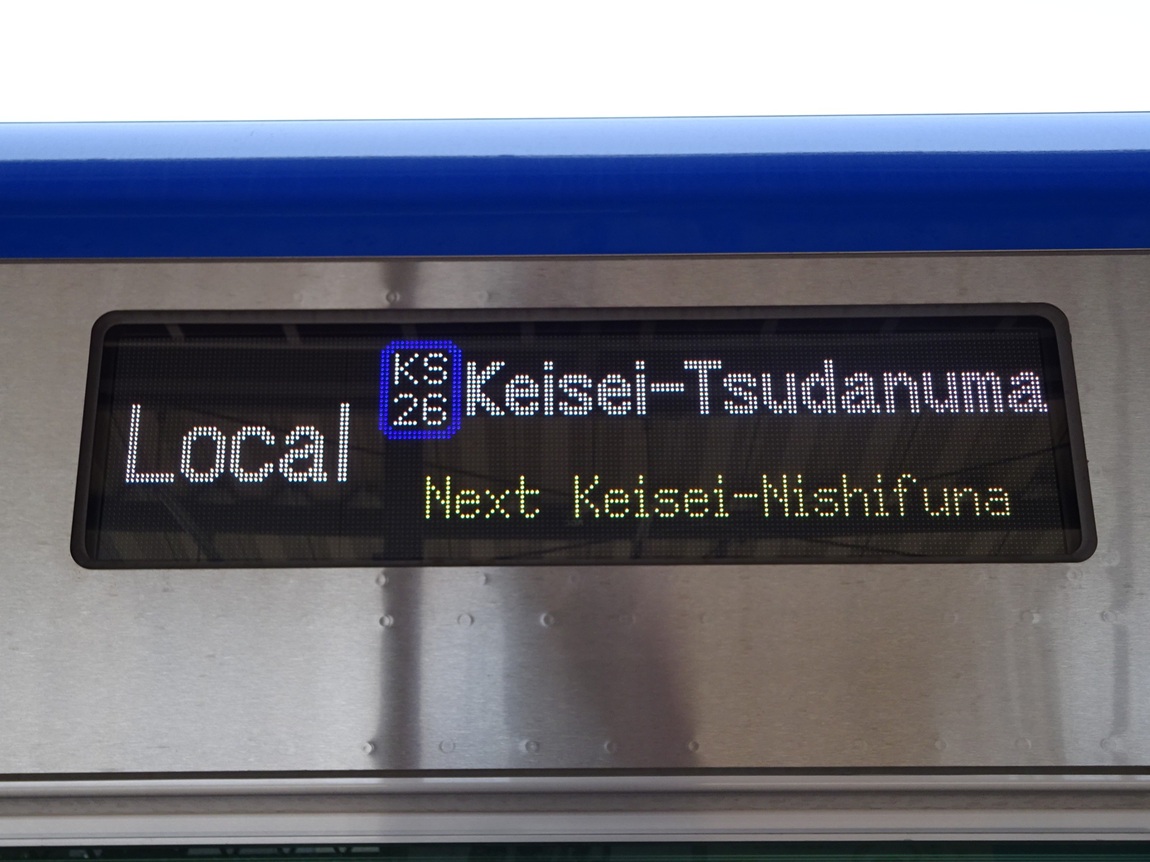 Local
KS
26
Keisei-Tsudanuma
Next Keisei-Nishifuna